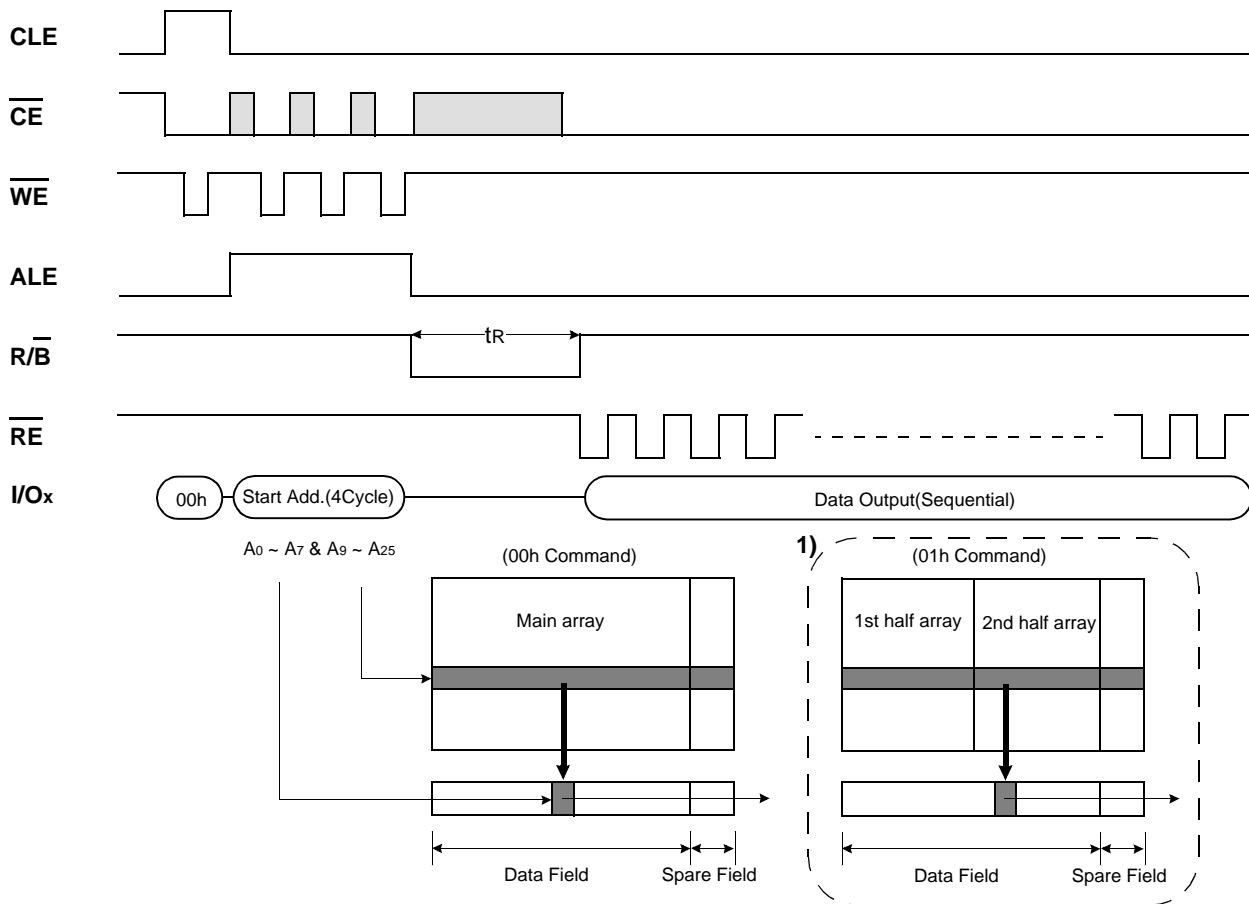 CLE
CE
WE
ALE
R/B
tR
RE
I/Ox
00h
Start Add.(4Cycle)
Data Output(Sequential)
A0 ~ A7 & A9 ~ A25
(00h Command)
Main array
Data Field
Spare Field
1)
(01h Command)
1st half array
2nd half array
Data Field
Spare Field